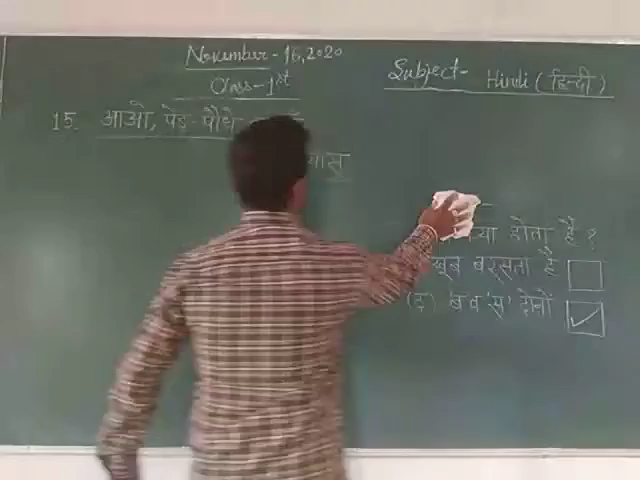 November - 16, 2020
Class - 1st
Subject - Hindi (हिन्दी)
15. आओ, पेड़ - पौधे
होता है ?
खूब बरसता है
(द) ब व 'स' दोनों ✓